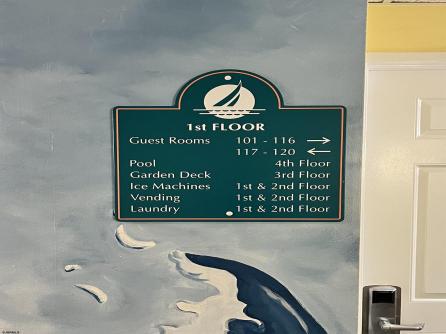 1st FLOOR
Guest Rooms 101 - 116 →
117 - 120 ←
Pool 4th Floor
Garden Deck 3rd Floor
Ice Machines 1st & 2nd Floor
Vending 1st & 2nd Floor
Laundry 1st & 2nd Floor